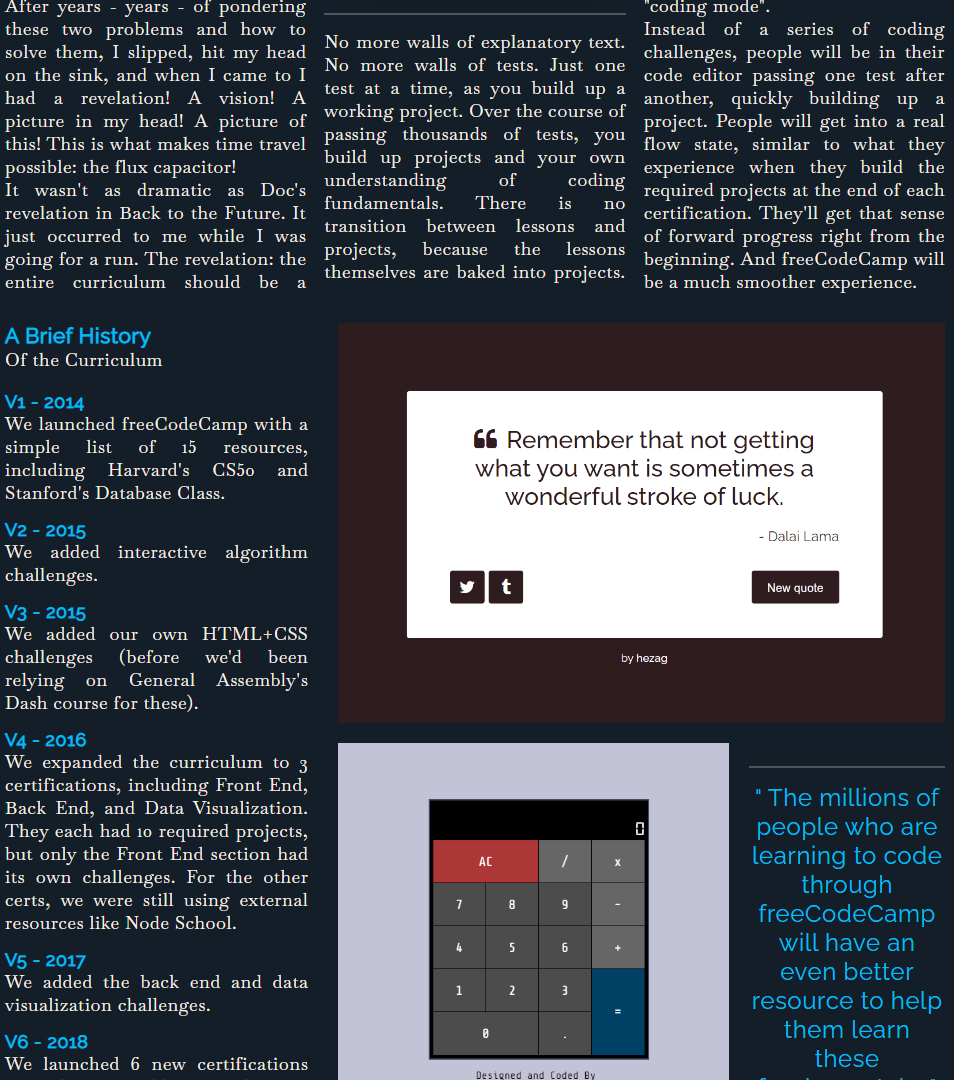 After years - years - of pondering
these two problems and how to
solve them, I slipped, hit my head
on the sink, and when I came to I
had a revelation! A vision! A
picture in my head! A picture of
this! This is what makes time travel
possible: the flux capacitor!
It wasn't as dramatic as Doc's
revelation in Back to the Future. It
just occurred to me while I was
going for a run. The revelation: the
entire curriculum should be a
No more walls of explanatory text.
No more walls of tests. Just one
test at a time, as you build up a
working project. Over the course of
passing thousands of tests, you
build up projects and your own
understanding of coding
fundamentals. There is no
transition between lessons and
projects, because the lessons
themselves are baked into projects.
"coding mode".
Instead of a series of coding
challenges, people will be in their
code editor passing one test after
another, quickly building up a
project. People will get into a real
flow state, similar to what they
experience when they build the
required projects at the end of each
certification. They'll get that sense
of forward progress right from the
beginning. And freeCodeCamp will
be a much smoother experience.
A Brief History
Of the Curriculum
V1 - 2014
We launched freeCodeCamp with a
simple list of 15 resources,
including Harvard's CS50 and
Stanford's Database Class.
V2 - 2015
We added interactive algorithm
challenges.
V3 - 2015
We added our own HTML+CSS
challenges (before we'd been
relying on General Assembly's
Dash course for these).
V4 - 2016
We expanded the curriculum to 3
certifications, including Front End,
Back End, and Data Visualization.
They each had 10 required projects,
but only the Front End section had
its own challenges. For the other
certs, we were still using external
resources like Node School.
V5 - 2017
We added the back end and data
visualization challenges.
V6 - 2018
We launched 6 new certifications
❝ Remember that not getting
what you want is sometimes a
wonderful stroke of luck.
- Dalai Lama
New quote
by hezag
0
AC / x
7 8 9 -
4 5 6 +
1 2 3 =
0 .
Designed and Coded By
" The millions of
people who are
learning to code
through
freeCodeCamp
will have an
even better
resource to help
them learn
these